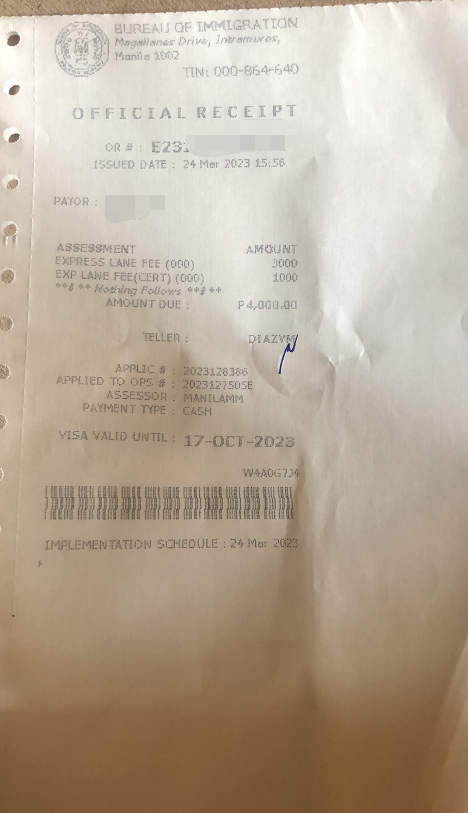 BUREAU OF IMMIGRATION
Magallanes Drive, Intramuros,
Manila 1002
TIN: 000-864-640
OFFICIAL RECEIPT
OR # : E231
ISSUED DATE : 24 Mar 2023 15:56
PAYOR :
ASSESSMENT AMOUNT
EXPRESS LANE FEE (000) 3000
EXP LANE FEE(CERT) (000) 1000
**$ ** Nothing Follows **$ **
AMOUNT DUE : P4,000.00
TELLER : DIAZYM
APPLIC # : 2023128386
APPLIED TO OPS # : 2023127505E
ASSESSOR : MANILAMM
PAYMENT TYPE : CASH
VISA VALID UNTIL : 17-OCT-2023
W4A0G7J4
IMPLEMENTATION SCHEDULE : 24 Mar 2023